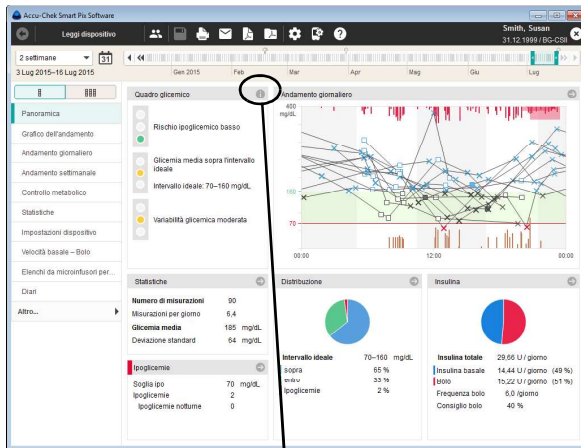 Accu-Chek Smart Pix Software
Leggi dispositivo
Smith, Susan
31.12.1999 / BG-CSII
2 settimane
31
3 Lug 2015–16 Lug 2015
Gen 2015 Feb Mar Apr Mag Giu Lug
Panoramica
Grafico dell'andamento
Andamento giornaliero
Andamento settimanale
Controllo metabolico
Statistiche
Impostazioni dispositivo
Velocità basale – Bolo
Elenchi da microinfusori per...
Diari
Altro...
Quadro glicemico
Rischio ipoglicemico basso
Glicemia media sopra l'intervallo
ideale
Intervallo ideale: 70–160 mg/dL
Variabilità glicemica moderata
Andamento giornaliero
400
mg/dL
160
70
00:00 12:00 00:00
Statistiche
Numero di misurazioni 90
Misurazioni per giorno 6,4
Glicemia media 185 mg/dL
Deviazione standard 64 mg/dL
Ipoglicemie
Soglia ipo 70 mg/dL
Ipoglicemie 2
Ipoglicemie notturne 0
Distribuzione
Intervallo ideale 70–160 mg/dL
sopra 65 %
entro 33 %
Ipoglicemie 2 %
Insulina
Insulina totale 29,66 U / giorno
Insulina basale 14,44 U / giorno (49 %)
Bolo 15,22 U / giorno (51 %)
Frequenza bolo 6,0 /giorno
Consiglio bolo 40 %